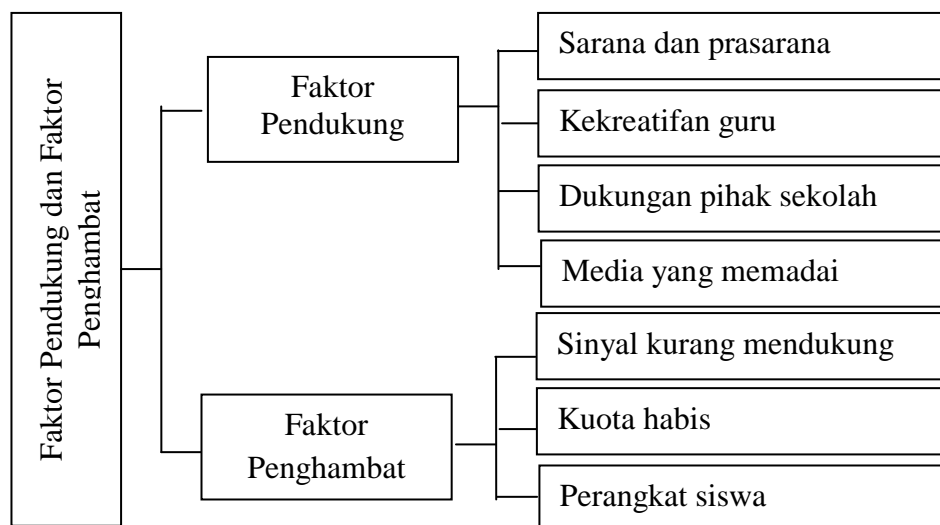 Faktor Pendukung dan Faktor
Penghambat
Faktor
Pendukung
Sarana dan prasarana
Kekreatifan guru
Dukungan pihak sekolah
Media yang memadai
Faktor
Penghambat
Sinyal kurang mendukung
Kuota habis
Perangkat siswa